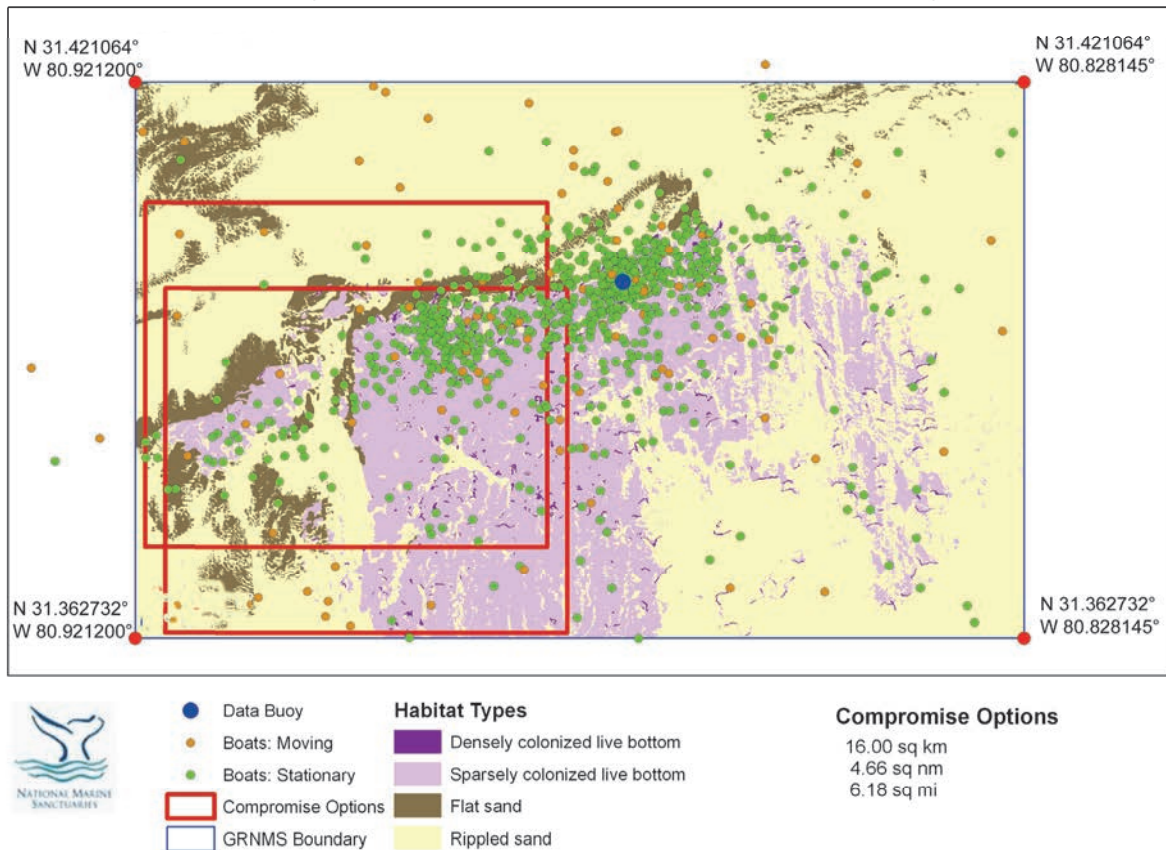 N 31.421064°
W 80.921200°
N 31.421064°
W 80.828145°
N 31.362732°
W 80.921200°
N 31.362732°
W 80.828145°
NATIONAL MARINE
SANCTUARIES
Data Buoy
Boats: Moving
Boats: Stationary
Compromise Options
GRNMS Boundary
Habitat Types
Densely colonized live bottom
Sparsely colonized live bottom
Flat sand
Rippled sand
Compromise Options
16.00 sq km
4.66 sq nm
6.18 sq mi